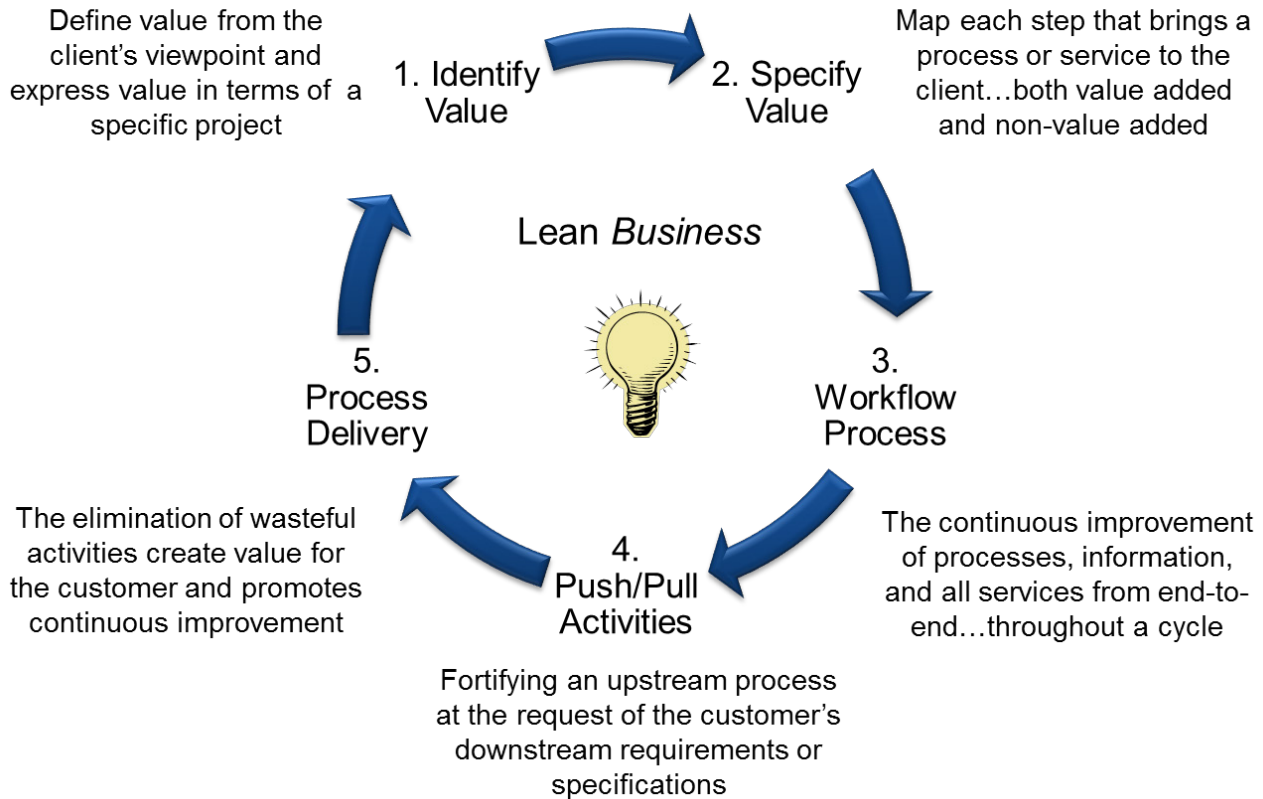 Define value from the
client's viewpoint and
express value in terms of a
specific project
1. Identify
Value
2. Specify
Value
Map each step that brings a
process or service to the
client…both value added
and non-value added
Lean Business
3.
Workflow
Process
The continuous improvement
of processes, information,
and all services from end-to-
end…throughout a cycle
4.
Push/Pull
Activities
Fortifying an upstream process
at the request of the customer's
downstream requirements or
specifications
5.
Process
Delivery
The elimination of wasteful
activities create value for
the customer and promotes
continuous improvement